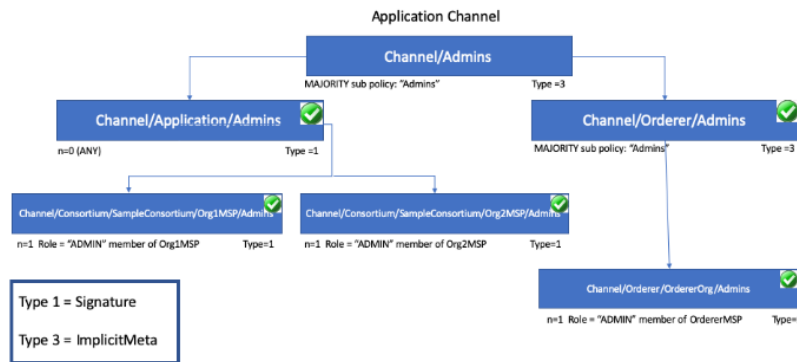 Application Channel
Channel/Admins
MAJORITY sub policy: "Admins" Type =3
Channel/Application/Admins
n=0 (ANY) Type =1
Channel/Orderer/Admins
MAJORITY sub policy: "Admins" Type =3
Channel/Consortium/SampleConsortium/Org1MSP/Admins
n=1 Role = "ADMIN" member of Org1MSP Type=1
Channel/Consortium/SampleConsortium/Org2MSP/Admins
n=1 Role = "ADMIN" member of Org2MSP Type=1
Channel/Orderer/OrdererOrg/Admins
n=1 Role = "ADMIN" member of OrdererMSP Type=
Type 1 = Signature
Type 3 = ImplicitMeta